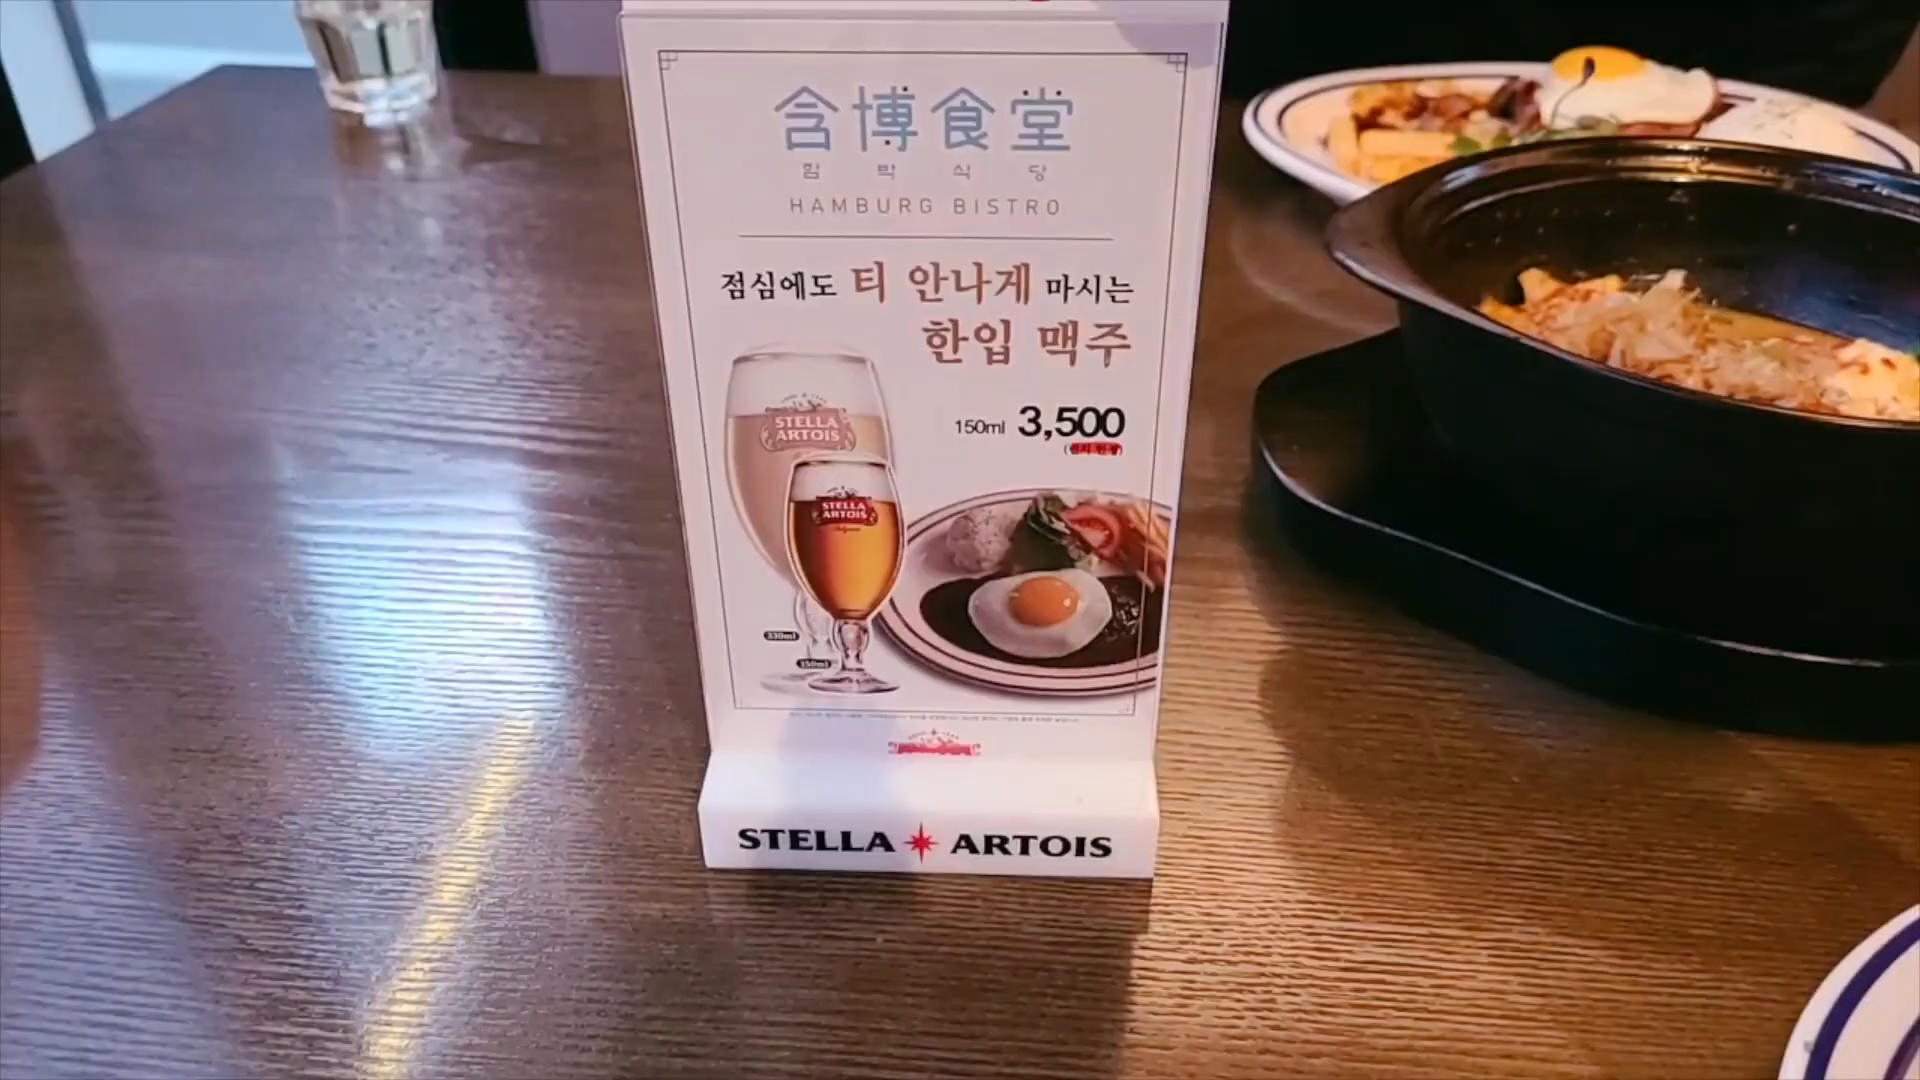 含博食堂
함박식당
HAMBURG BISTRO
점심에도 티 안나게 마시는
한입 맥주
150ml 3,500
STELLA
ARTOIS
STELLA
ARTOIS
330ml
150ml
STELLA ARTOIS